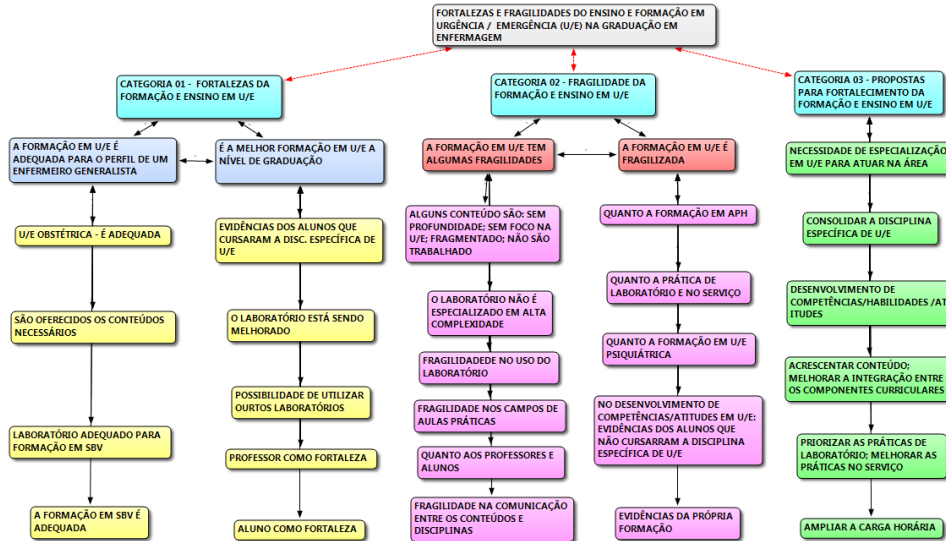 FORTALEZAS E FRAGILIDADES DO ENSINO E FORMAÇÃO EM
URGÊNCIA / EMERGÊNCIA (U/E) NA GRADUAÇÃO EM
ENFERMAGEM
CATEGORIA 01 - FORTALEZAS DA
FORMAÇÃO E ENSINO EM U/E
A FORMAÇÃO EM U/E É
ADEQUADA PARA O PERFIL DE UM
ENFERMEIRO GENERALISTA
U/E OBSTÉTRICA - É ADEQUADA
SÃO OFERECIDOS OS CONTEÚDOS
NECESSÁRIOS
LABORATÓRIO ADEQUADO PARA
FORMAÇÃO EM SBV
A FORMAÇÃO EM SBV É
ADEQUADA
É A MELHOR FORMAÇÃO EM U/E A
NÍVEL DE GRADUAÇÃO
EVIDÊNCIAS DOS ALUNOS QUE
CURSARAM A DISC. ESPECÍFICA DE
U/E
O LABORATÓRIO ESTÁ SENDO
MELHORADO
POSSIBILIDADE DE UTILIZAR
OURTOS LABORATÓRIOS
PROFESSOR COMO FORTALEZA
ALUNO COMO FORTALEZA
CATEGORIA 02 - FRAGILIDADE DA
FORMAÇÃO E ENSINO EM U/E
A FORMAÇÃO EM U/E TEM
ALGUMAS FRAGILIDADES
ALGUNS CONTEÚDO SÃO: SEM
PROFUNDIDADE; SEM FOCO NA
U/E; FRAGMENTADO; NÃO SÃO
TRABALHADO
O LABORATÓRIO NÃO É
ESPECIALIZADO EM ALTA
COMPLEXIDADE
FRAGILIDADEDE NO USO DO
LABORATÓRIO
FRAGILIDADE NOS CAMPOS DE
AULAS PRÁTICAS
QUANTO AOS PROFESSORES E
ALUNOS
FRAGILIDADE NA COMUNICAÇÃO
ENTRE OS CONTEÚDOS E
DISCIPLINAS
A FORMAÇÃO EM U/E É
FRAGILIZADA
QUANTO A FORMAÇÃO EM APH
QUANTO A PRÁTICA DE
LABORATÓRIO E NO SERVIÇO
QUANTO A FORMAÇÃO EM U/E
PSIQUIÁTRICA
NO DESENVOLVIMENTO DE
COMPETÊNCIAS/ATITUDES EM U/E:
EVIDÊNCIAS DOS ALUNOS QUE
NÃO CURSARRAM A DISCIPLINA
ESPECÍFICA DE U/E
EVIDÊNCIAS DA PRÓPRIA
FORMAÇÃO
CATEGORIA 03 - PROPOSTAS
PARA FORTALECIMENTO DA
FORMAÇÃO E ENSINO EM U/E
NECESSIDADE DE ESPECIALIZAÇÃO
EM U/E PARA ATUAR NA ÁREA
CONSOLIDAR A DISCIPLINA
ESPECÍFICA DE U/E
DESENVOLVIMENTO DE
COMPETÊNCIAS/HABILIDADES /AT
ITUDES
ACRESCENTAR CONTEÚDO;
MELHORAR A INTEGRAÇÃO ENTRE
OS COMPONENTES CURRICULARES
PRIORIZAR AS PRÁTICAS DE
LABORATÓRIO; MELHORAR AS
PRÁTICAS NO SERVIÇO
AMPLIAR A CARGA HORÁRIA